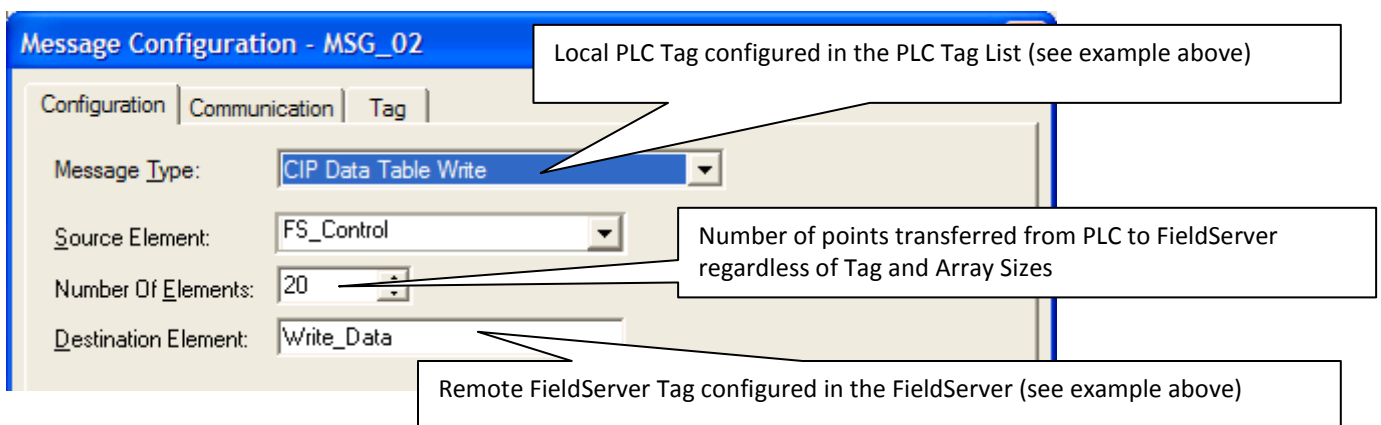 Message Configuration - MSG_02
Local PLC Tag configured in the PLC Tag List (see example above)
Configuration Communication Tag
Message Type: CIP Data Table Write
Source Element: FS_Control
Number of points transferred from PLC to FieldServer
regardless of Tag and Array Sizes
Number Of Elements: 20
Destination Element: Write_Data
Remote FieldServer Tag configured in the FieldServer (see example above)